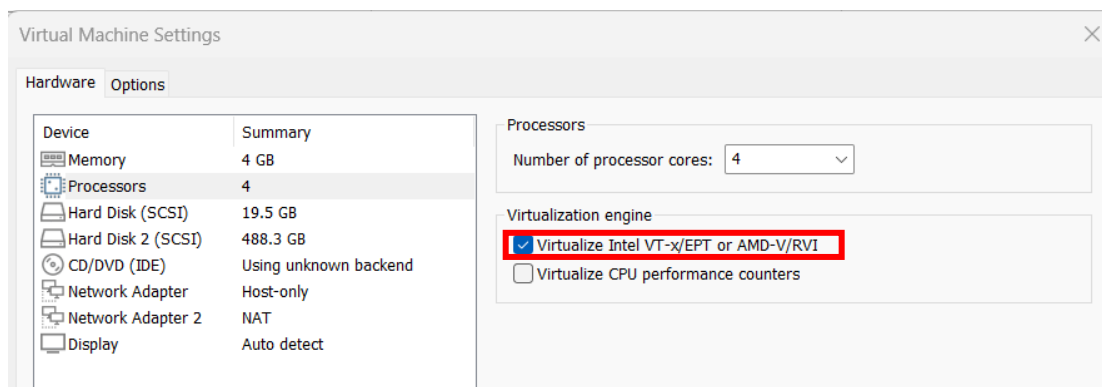 Virtual Machine Settings
Hardware Options
Device Summary
Memory 4 GB
Processors 4
Hard Disk (SCSI) 19.5 GB
Hard Disk 2 (SCSI) 488.3 GB
CD/DVD (IDE) Using unknown backend
Network Adapter Host-only
Network Adapter 2 NAT
Display Auto detect
Processors
Number of processor cores: 4
Virtualization engine
Virtualize Intel VT-x/EPT or AMD-V/RVI
Virtualize CPU performance counters